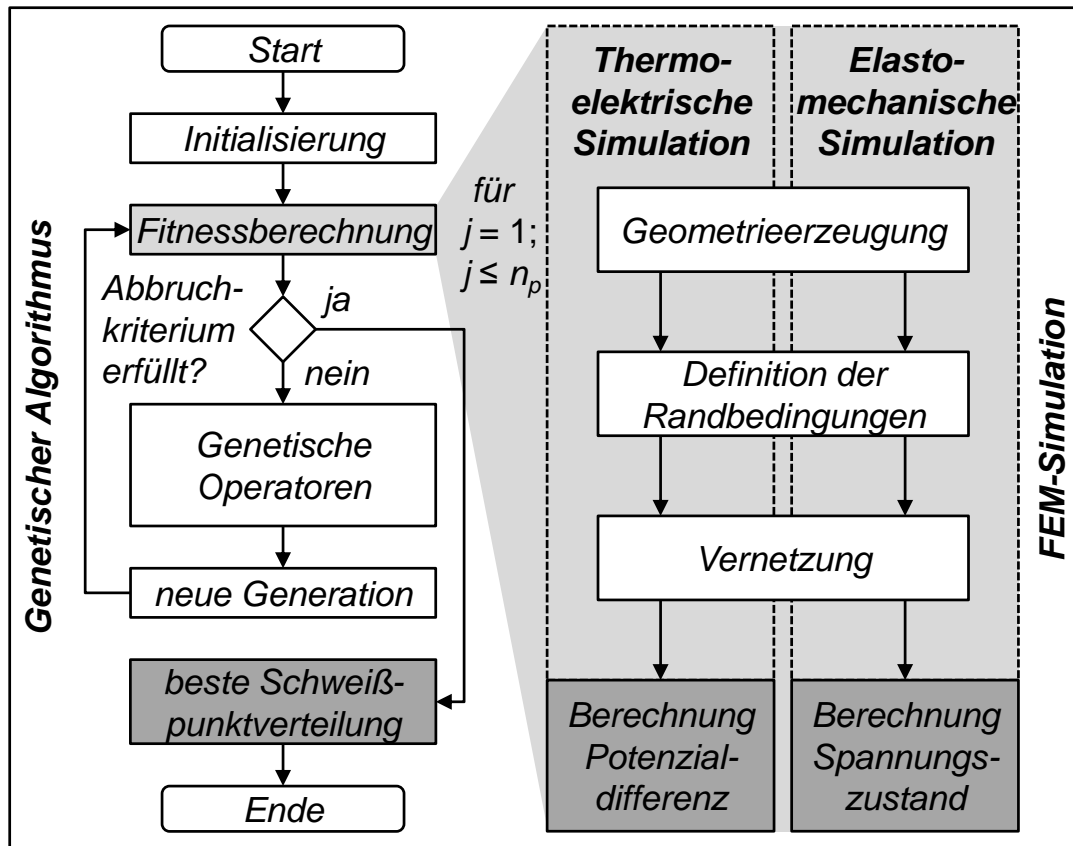 Genetischer Algorithmus
Start
Initialisierung
Fitnessberechnung
Abbruch-
kriterium
erfüllt?
ja
nein
Genetische
Operatoren
neue Generation
beste Schweiß-
punktverteilung
Ende
für
j = 1;
j ≤ np
Thermo-
elektrische
Simulation
Elasto-
mechanische
Simulation
Geometrieerzeugung
Definition der
Randbedingungen
Vernetzung
Berechnung
Potenzial-
differenz
Berechnung
Spannungs-
zustand
FEM-Simulation